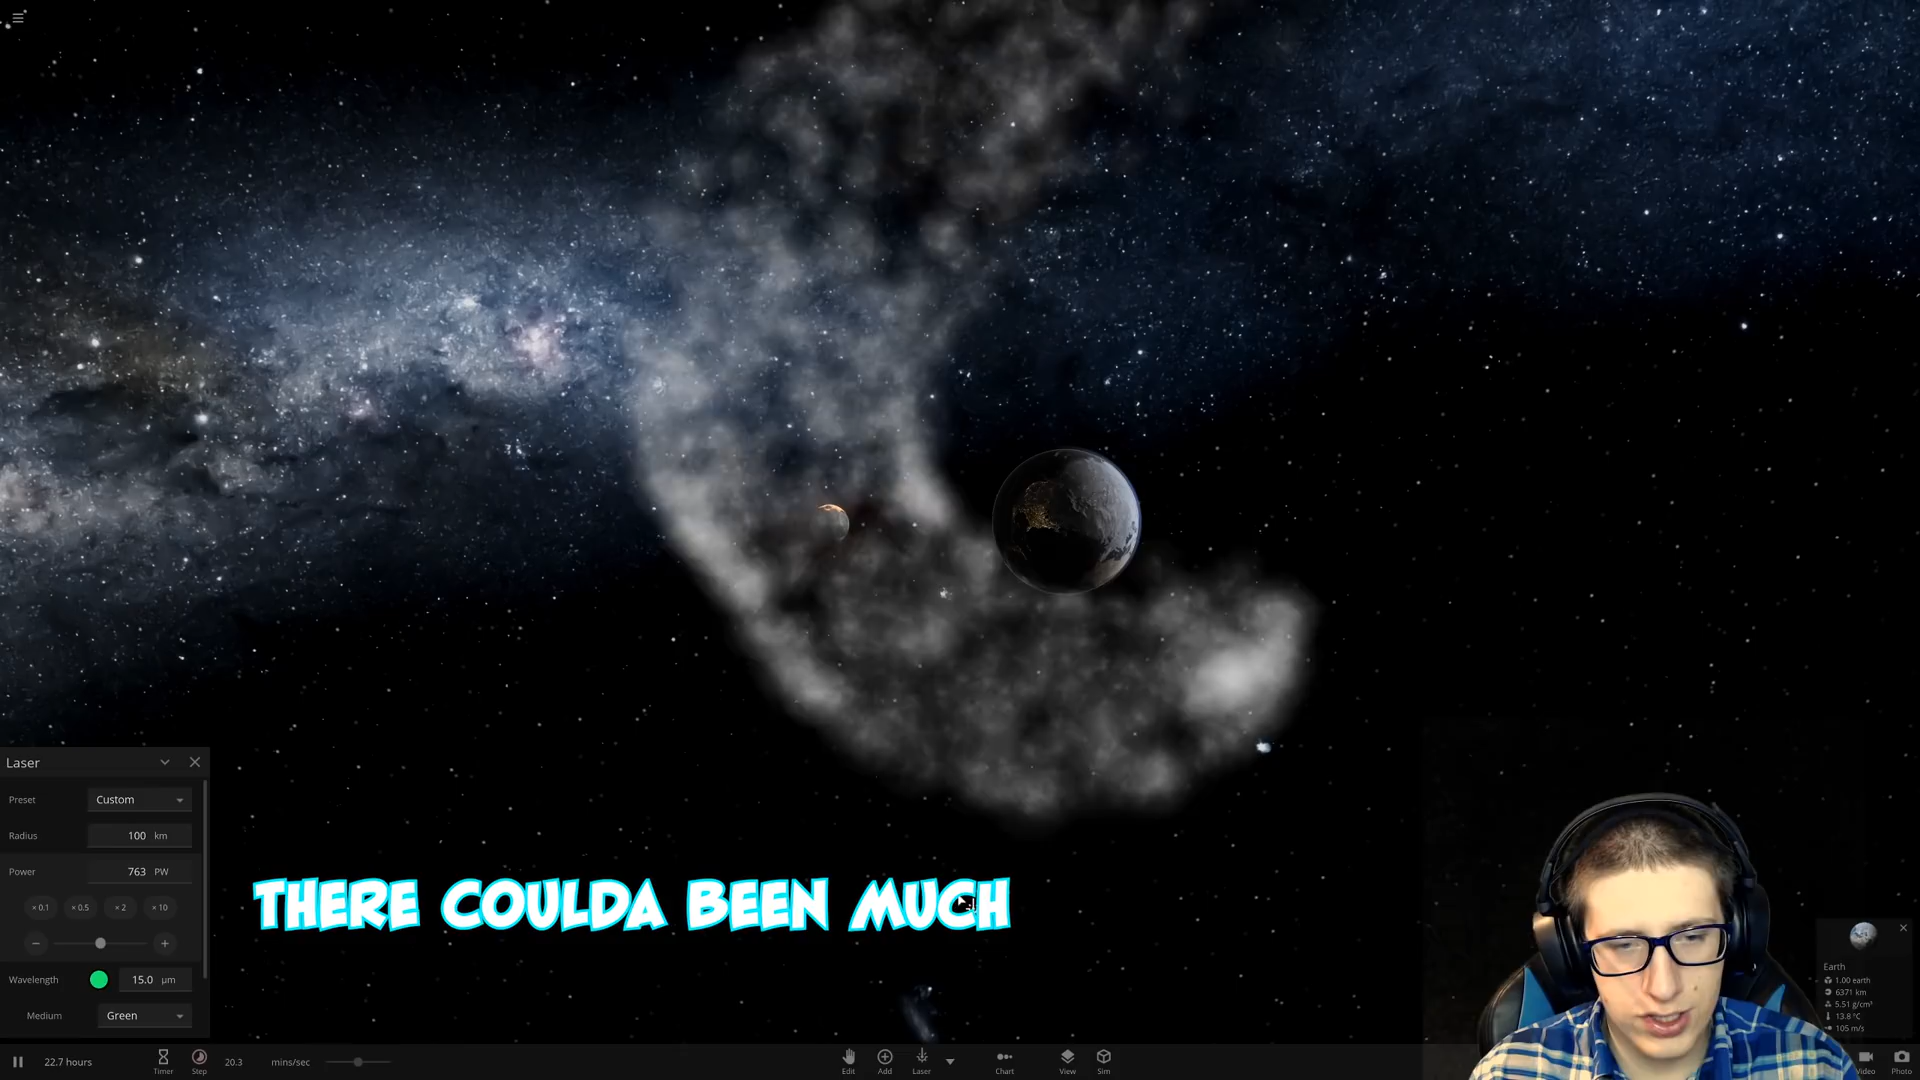 Laser
Preset Custom
Radius 100 km
Power 763 PW
× 0.1 × 0.5 × 2 × 10
Wavelength 15.0 µm
Medium Green
THERE COULDA BEEN MUCH
Earth
1.00 earth
6371 km
5.51 g/cm³
13.8 °C
105 m/s
22.7 hours Timer Step 20.3 mins/sec Edit Add Laser Chart View Sim Video Photo